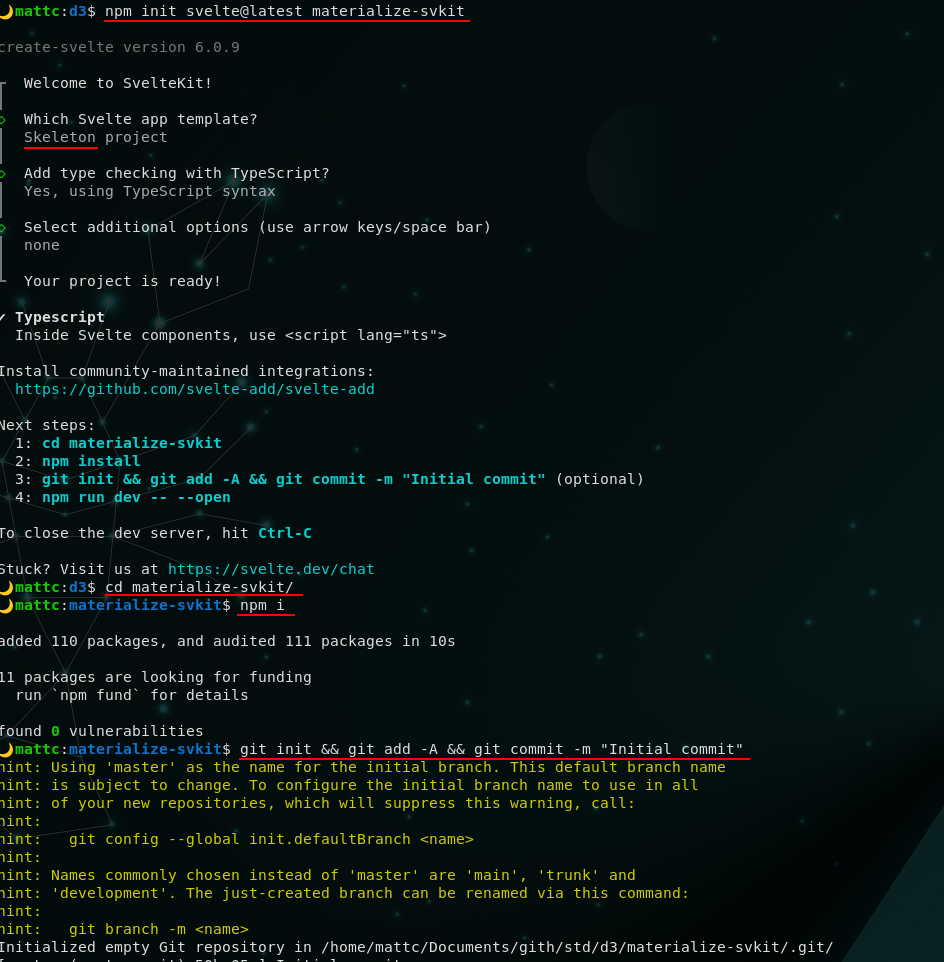 mattc:d3$ npm init svelte@latest materialize-svkit
create-svelte version 6.0.9
Welcome to SvelteKit!
Which Svelte app template?
Skeleton project
Add type checking with TypeScript?
Yes, using TypeScript syntax
Select additional options (use arrow keys/space bar)
none
Your project is ready!
✔ Typescript
Inside Svelte components, use <script lang="ts">
Install community-maintained integrations:
https://github.com/svelte-add/svelte-add
Next steps:
1: cd materialize-svkit
2: npm install
3: git init && git add -A && git commit -m "Initial commit" (optional)
4: npm run dev -- --open
To close the dev server, hit Ctrl-C
Stuck? Visit us at https://svelte.dev/chat
mattc:d3$ cd materialize-svkit/
mattc:materialize-svkit$ npm i
added 110 packages, and audited 111 packages in 10s
11 packages are looking for funding
run `npm fund` for details
found 0 vulnerabilities
mattc:materialize-svkit$ git init && git add -A && git commit -m "Initial commit"
hint: Using 'master' as the name for the initial branch. This default branch name
hint: is subject to change. To configure the initial branch name to use in all
hint: of your new repositories, which will suppress this warning, call:
hint:
hint:   git config --global init.defaultBranch <name>
hint:
hint: Names commonly chosen instead of 'master' are 'main', 'trunk' and
hint: 'development'. The just-created branch can be renamed via this command:
hint:
hint:   git branch -m <name>
Initialized empty Git repository in /home/mattc/Documents/gith/std/d3/materialize-svkit/.git/